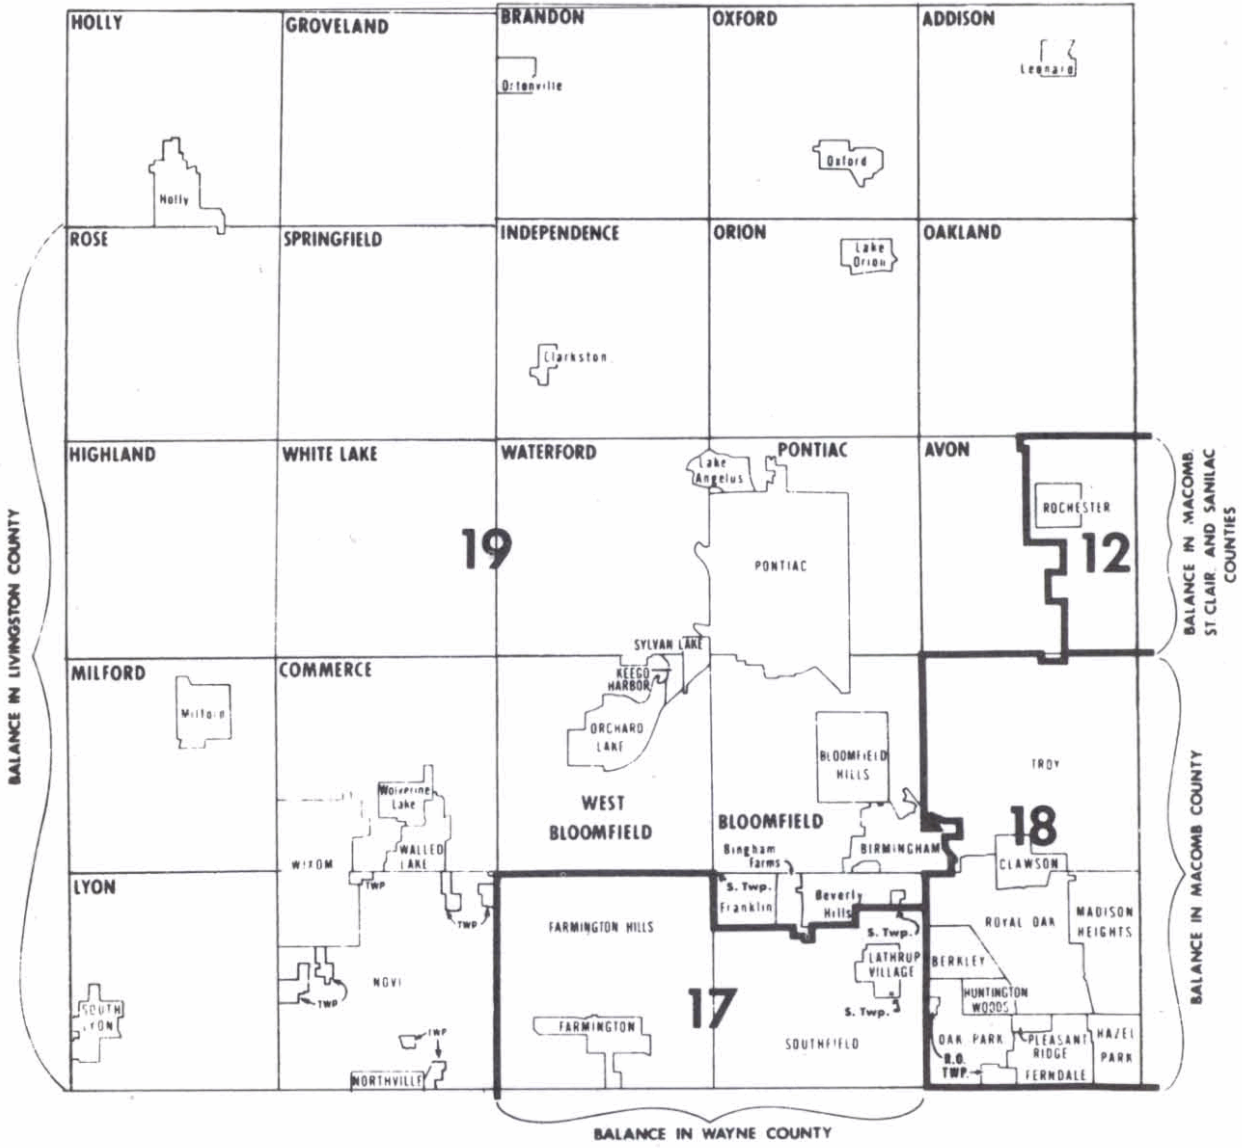 HOLLY
GROVELAND
BRANDON
OXFORD
ADDISON
Ortonville
Leonard
Oxford
Holly
ROSE
SPRINGFIELD
INDEPENDENCE
ORION
OAKLAND
Lake
Orion
Clarkston
HIGHLAND
WHITE LAKE
WATERFORD
PONTIAC
AVON
Lake
Angelus
ROCHESTER
19
12
PONTIAC
SYLVAN LAKE
KEEGO
HARBOR
MILFORD
COMMERCE
Milford
ORCHARD
LAKE
BLOOMFIELD
HILLS
TROY
Wolverine
Lake
WEST
BLOOMFIELD
BLOOMFIELD
18
WIXOM
WALLED
LAKE
Bingham
Farms
BIRMINGHAM
CLAWSON
LYON
TWP
TWP
S. Twp.
Franklin
Beverly
Hills
S. Twp.
FARMINGTON HILLS
ROYAL OAK
MADISON
HEIGHTS
LATHRUP
VILLAGE
BERKLEY
NOVI
TWP
HUNTINGTON
WOODS
SOUTH
LYON
17
S. Twp.
FARMINGTON
SOUTHFIELD
TWP
NORTHVILLE
OAK PARK
PLEASANT
RIDGE
HAZEL
PARK
R.O.
TWP.
FERNDALE
BALANCE IN LIVINGSTON COUNTY
BALANCE IN MACOMB
ST CLAIR AND SANILAC
COUNTIES
BALANCE IN MACOMB COUNTY
BALANCE IN WAYNE COUNTY